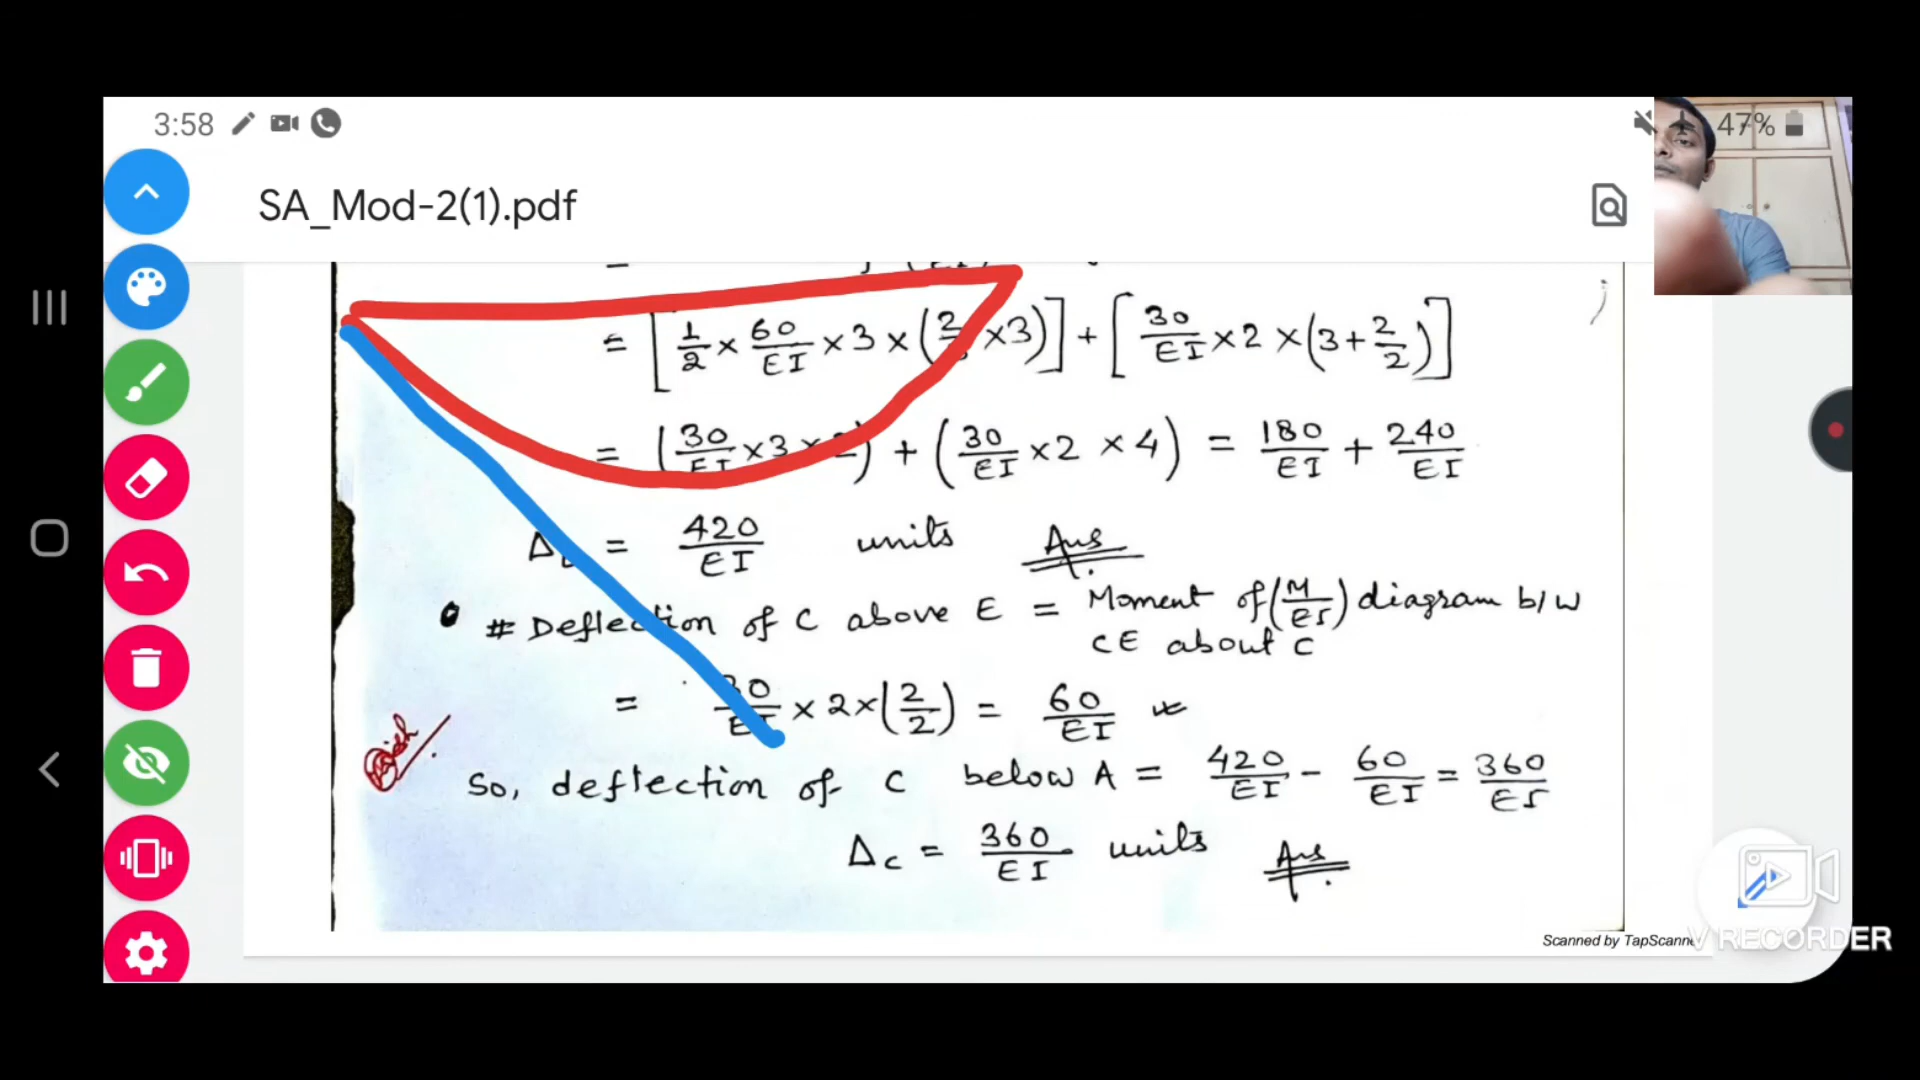 3:58
47%
SA_Mod-2(1).pdf
= [1/2 × 60/EI × 3 × (2/ ×3)] + [30/EI × 2 × (3+2/2)]
= (30/EI × 3 × 2) + (30/EI × 2 × 4) = 180/EI + 240/EI
Δ = 420/EI units Ans
# Deflection of C above E = Moment of (M/EI) diagram b/w
CE about C
= 30/EI × 2 × (2/2) = 60/EI
So, deflection of C below A = 420/EI - 60/EI = 360/EI
Δc = 360/EI units Ans.
Scanned by TapScanne
V RECORDER